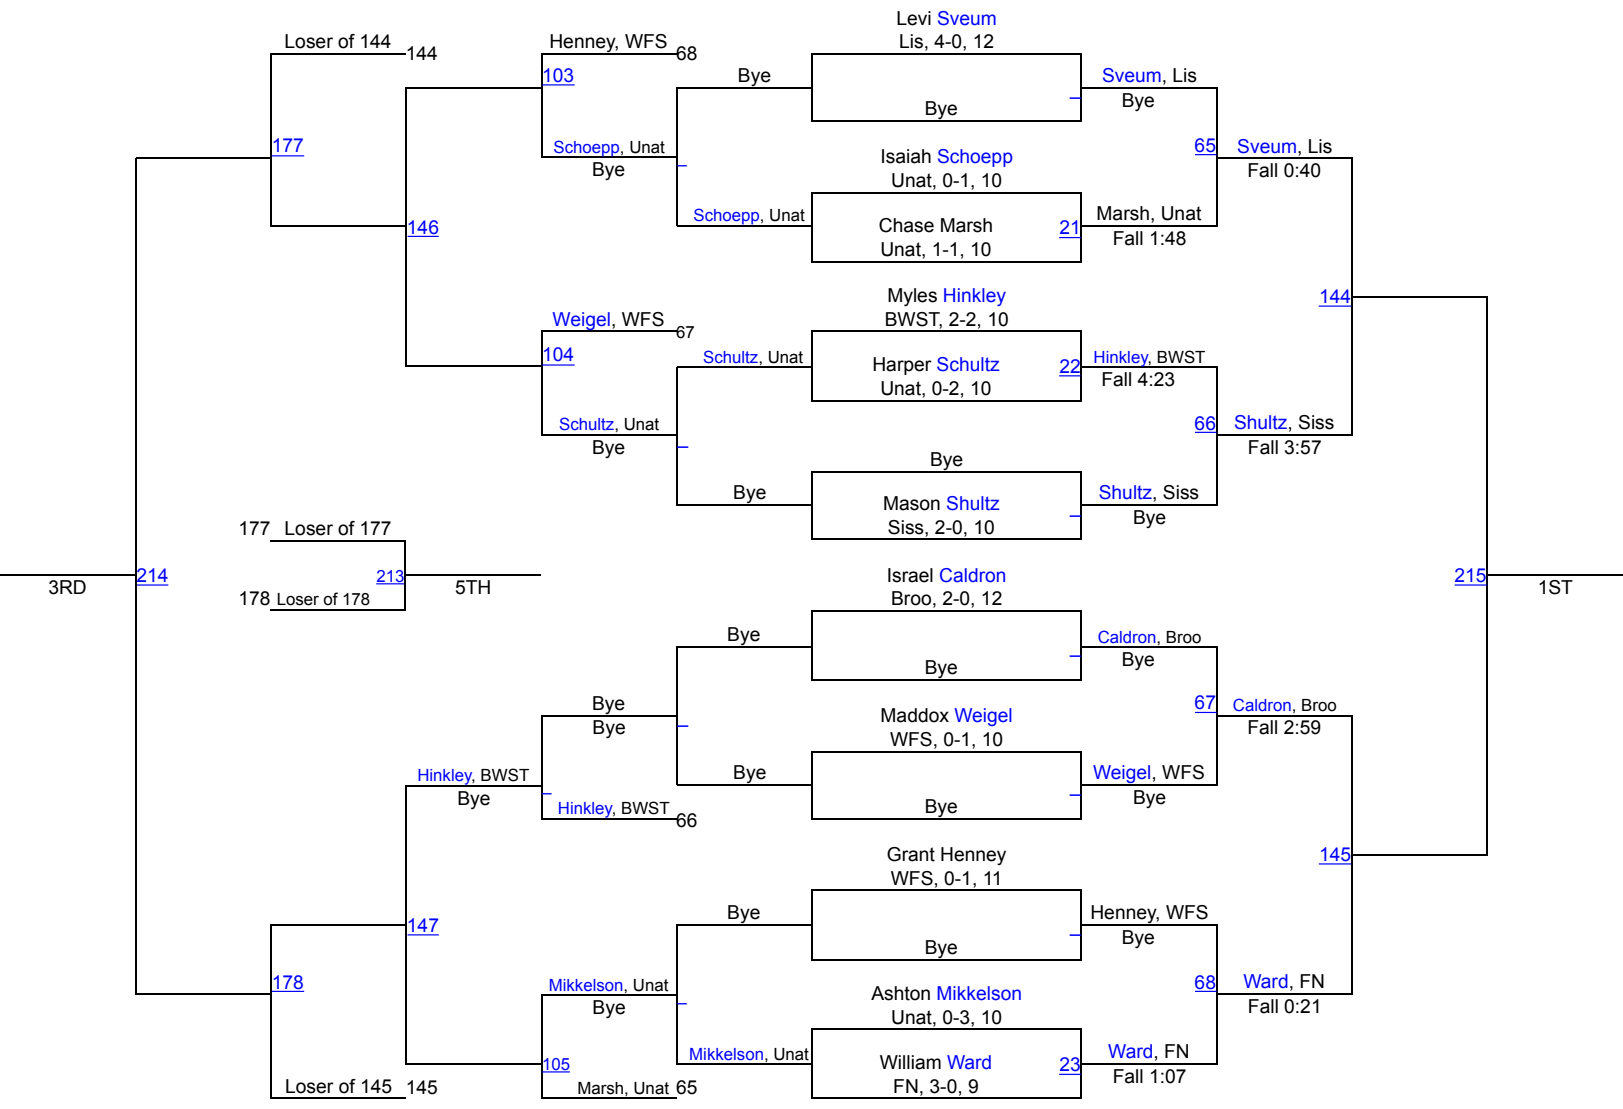 Levi Sveum
Lis, 4-0, 12
Loser of 144
144
Henney, WFS
68
103
Bye
Sveum, Lis
Bye
Bye
177
Schoepp, Unat
Bye
Isaiah Schoepp
Unat, 0-1, 10
65
Sveum, Lis
Fall 0:40
146
Schoepp, Unat
Chase Marsh
Unat, 1-1, 10
21
Marsh, Unat
Fall 1:48
Myles Hinkley
BWST, 2-2, 10
144
Weigel, WFS
67
104
Schultz, Unat
Harper Schultz
Unat, 0-2, 10
22
Hinkley, BWST
Fall 4:23
Schultz, Unat
Bye
66
Shultz, Siss
Fall 3:57
Bye
Bye
Mason Shultz
Siss, 2-0, 10
Shultz, Siss
Bye
177 Loser of 177
214
3RD
213
5TH
178 Loser of 178
Israel Caldron
Broo, 2-0, 12
215
1ST
Bye
Bye
Caldron, Broo
Bye
Bye
Bye
Maddox Weigel
WFS, 0-1, 10
67
Caldron, Broo
Fall 2:59
Hinkley, BWST
Bye
Bye
Bye
Weigel, WFS
Bye
Hinkley, BWST
66
Grant Henney
WFS, 0-1, 11
145
147
Bye
Bye
Henney, WFS
Bye
178
Mikkelson, Unat
Bye
Ashton Mikkelson
Unat, 0-3, 10
68
Ward, FN
Fall 0:21
105
Mikkelson, Unat
William Ward
FN, 3-0, 9
23
Ward, FN
Fall 1:07
Loser of 145
145
Marsh, Unat
65